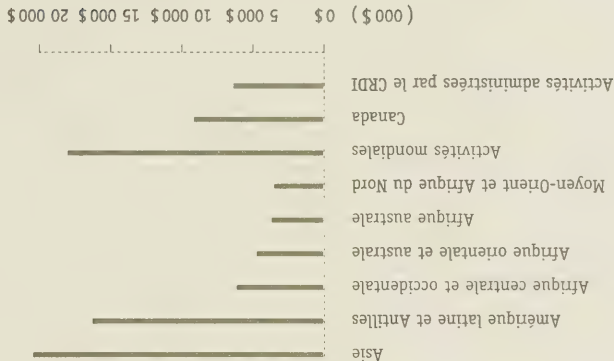 Asie
Amérique latine et Antilles
Afrique centrale et occidentale
Afrique orientale et australe
Afrique australe
Moyen-Orient et Afrique du Nord
Activités mondiales
Canada
Activités administrées par le CRDI
( $ 000 ) $ 0 5 000 $ 10 000 $ 15 000 $ 20 000 $